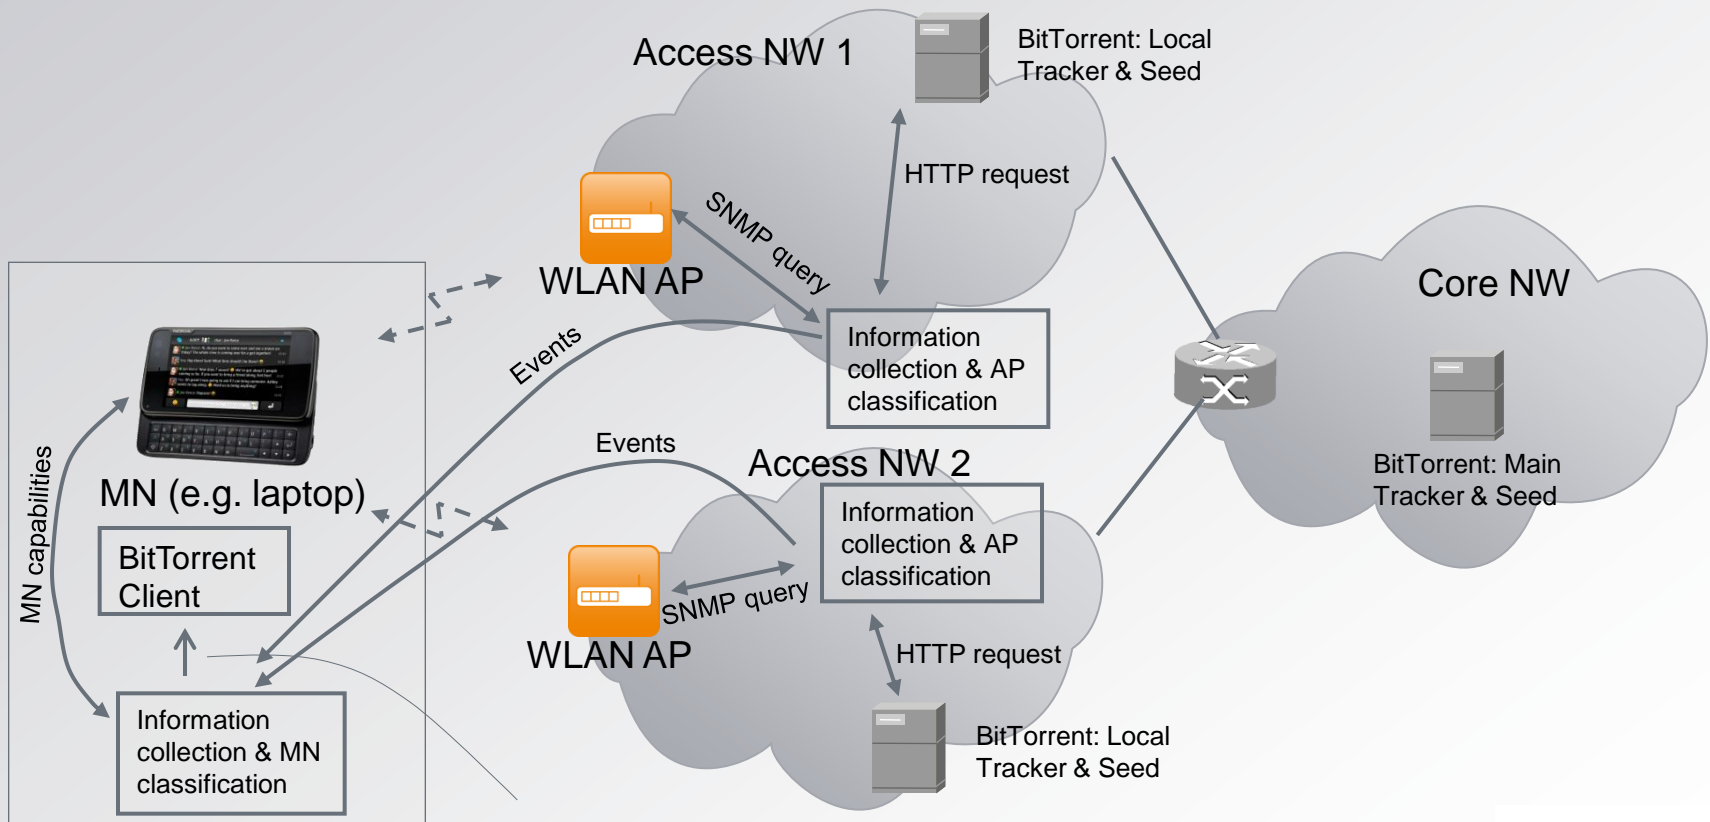 Access NW 1
BitTorrent: Local
Tracker & Seed
HTTP request
SNMP query
WLAN AP
Events
Information
collection & AP
classification
Core NW
BitTorrent: Main
Tracker & Seed
MN capabilities
MN (e.g. laptop)
BitTorrent
Client
Information
collection & MN
classification
Events
Access NW 2
Information
collection & AP
classification
SNMP query
WLAN AP
HTTP request
BitTorrent: Local
Tracker & Seed